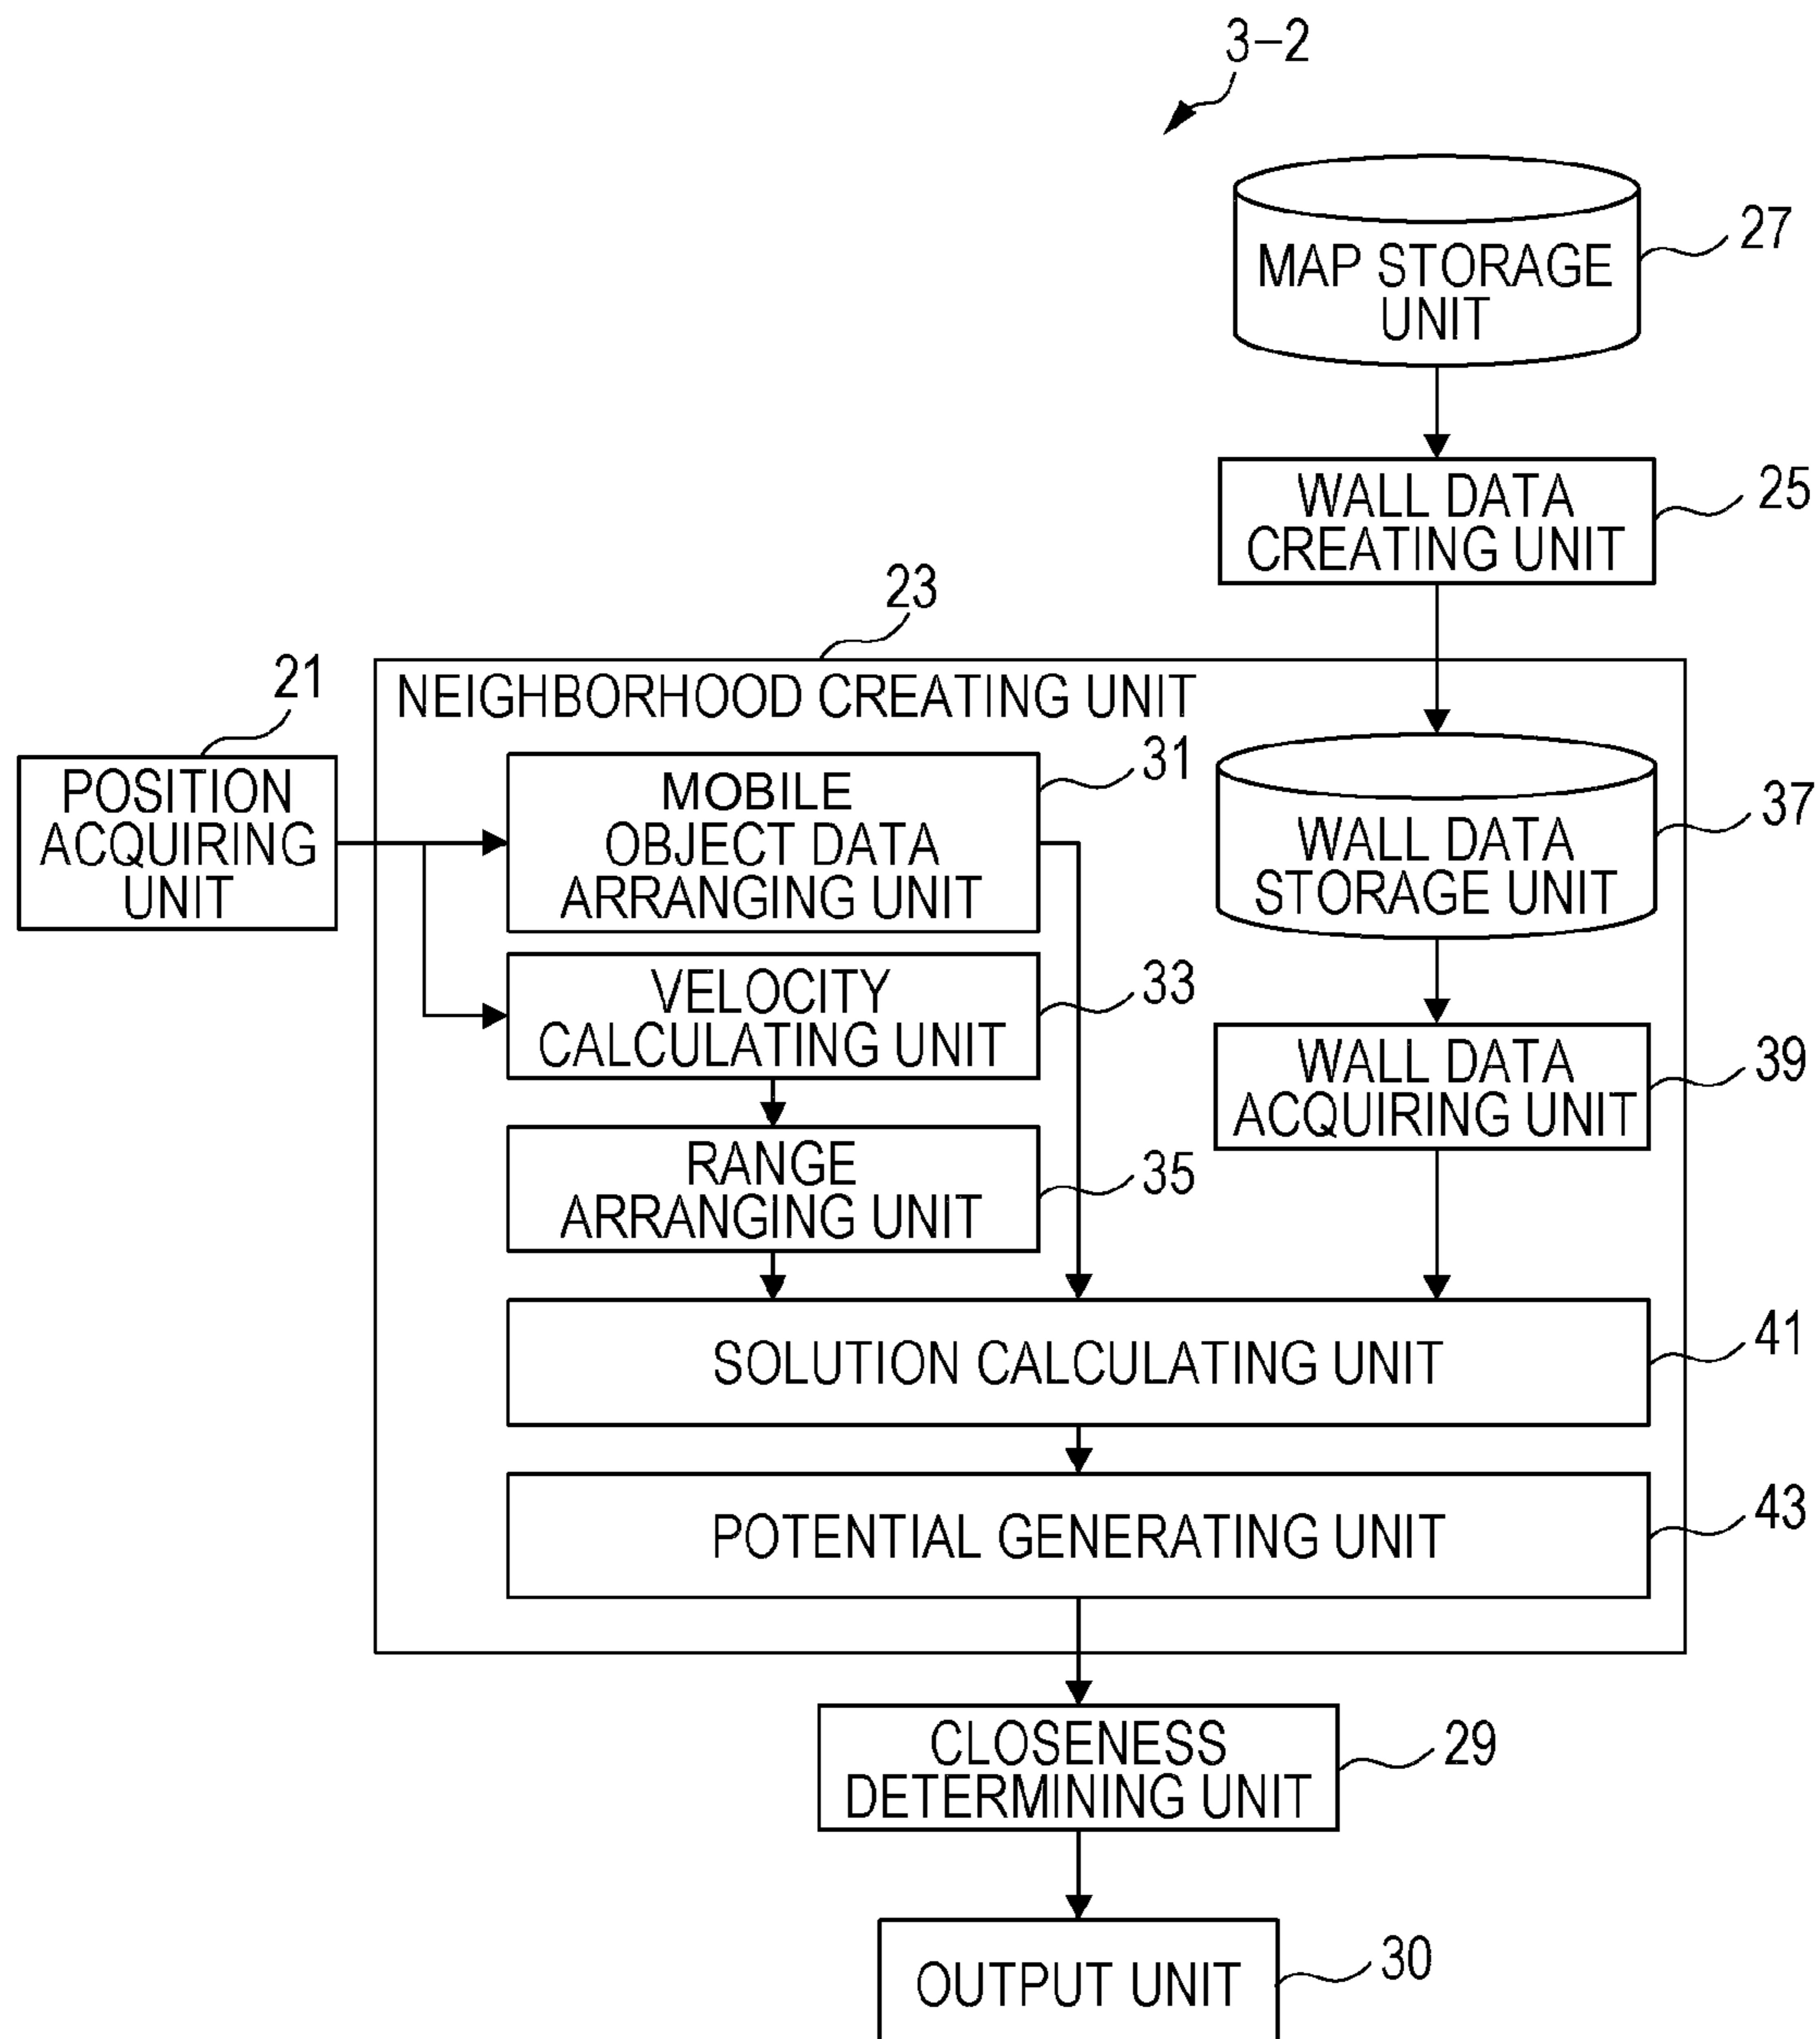 3-2
MAP STORAGE
UNIT
27
WALL DATA
CREATING UNIT
25
23
NEIGHBORHOOD CREATING UNIT
21
POSITION
ACQUIRING
UNIT
MOBILE
OBJECT DATA
ARRANGING UNIT
31
WALL DATA
STORAGE UNIT
37
VELOCITY
CALCULATING UNIT
33
WALL DATA
ACQUIRING UNIT
39
RANGE
ARRANGING UNIT
35
SOLUTION CALCULATING UNIT
41
POTENTIAL GENERATING UNIT
43
CLOSENESS
DETERMINING UNIT
29
OUTPUT UNIT
30